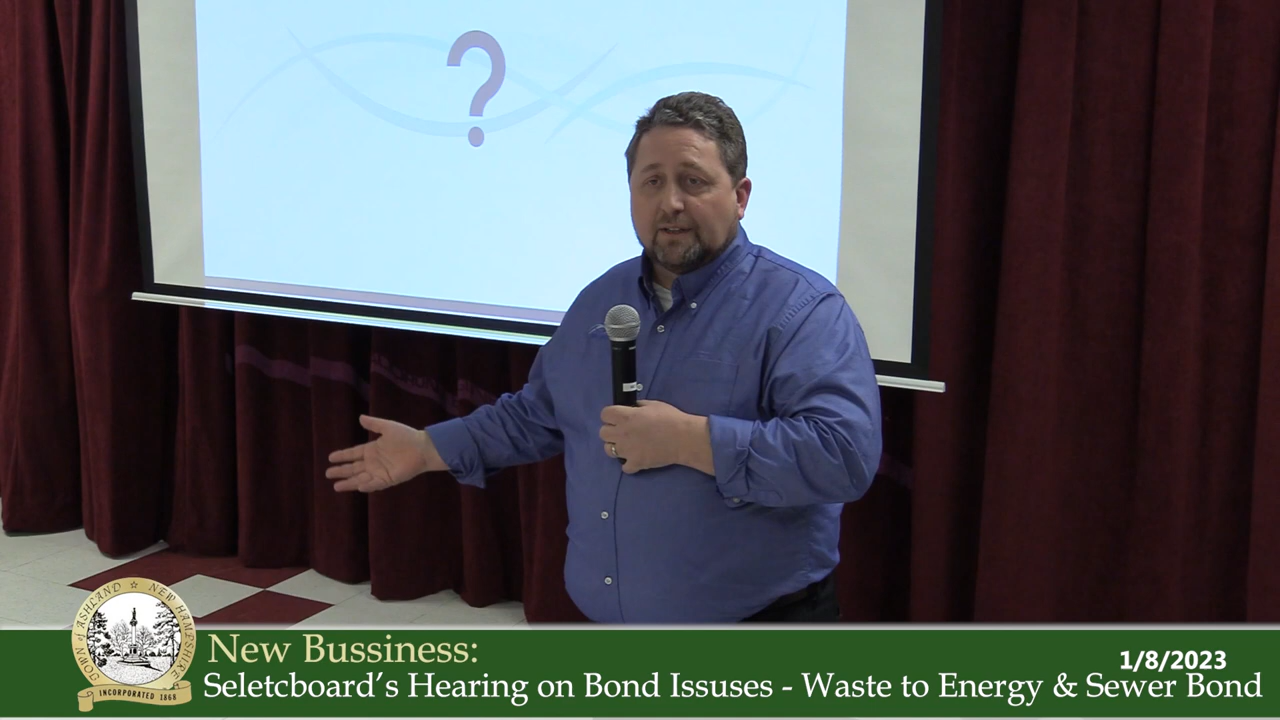 ?
TOWN of ASHLAND ☆ NEW HAMPSHIRE
INCORPORATED 1868
New Bussiness:
1/8/2023
Seletcboard's Hearing on Bond Issuses - Waste to Energy & Sewer Bond